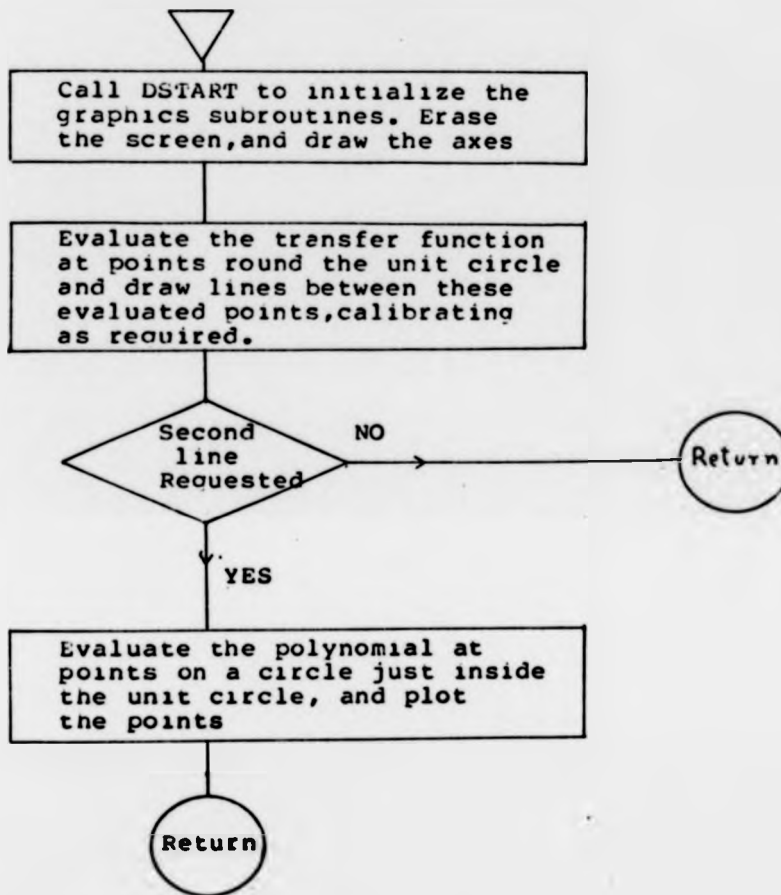 Call DSTART to initialize the
graphics subroutines. Erase
the screen,and draw the axes
Evaluate the transfer function
at points round the unit circle
and draw lines between these
evaluated points,calibrating
as required.
Second
line
Requested
NO
Return
YES
Evaluate the polynomial at
points on a circle just inside
the unit circle, and plot
the points
Return